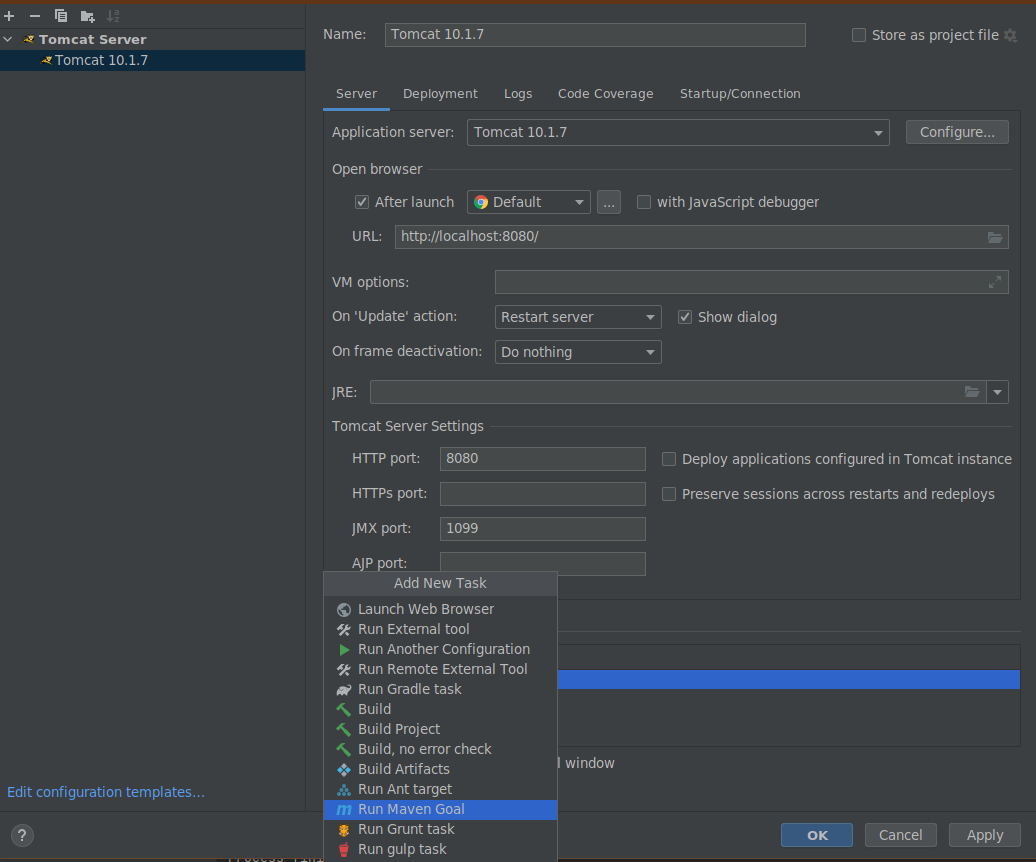 Tomcat Server
Tomcat 10.1.7
Edit configuration templates...
Name: Tomcat 10.1.7 Store as project file
Server Deployment Logs Code Coverage Startup/Connection
Application server: Tomcat 10.1.7 Configure...
Open browser
After launch Default ... with JavaScript debugger
URL: http://localhost:8080/
VM options:
On 'Update' action: Restart server Show dialog
On frame deactivation: Do nothing
JRE:
Tomcat Server Settings
HTTP port: 8080 Deploy applications configured in Tomcat instance
HTTPs port: Preserve sessions across restarts and redeploys
JMX port: 1099
AJP port:
Add New Task
Launch Web Browser
Run External tool
Run Another Configuration
Run Remote External Tool
Run Gradle task
Build
Build Project
Build, no error check
Build Artifacts
Run Ant target
Run Maven Goal
Run Grunt task
Run gulp task
window
? OK Cancel Apply